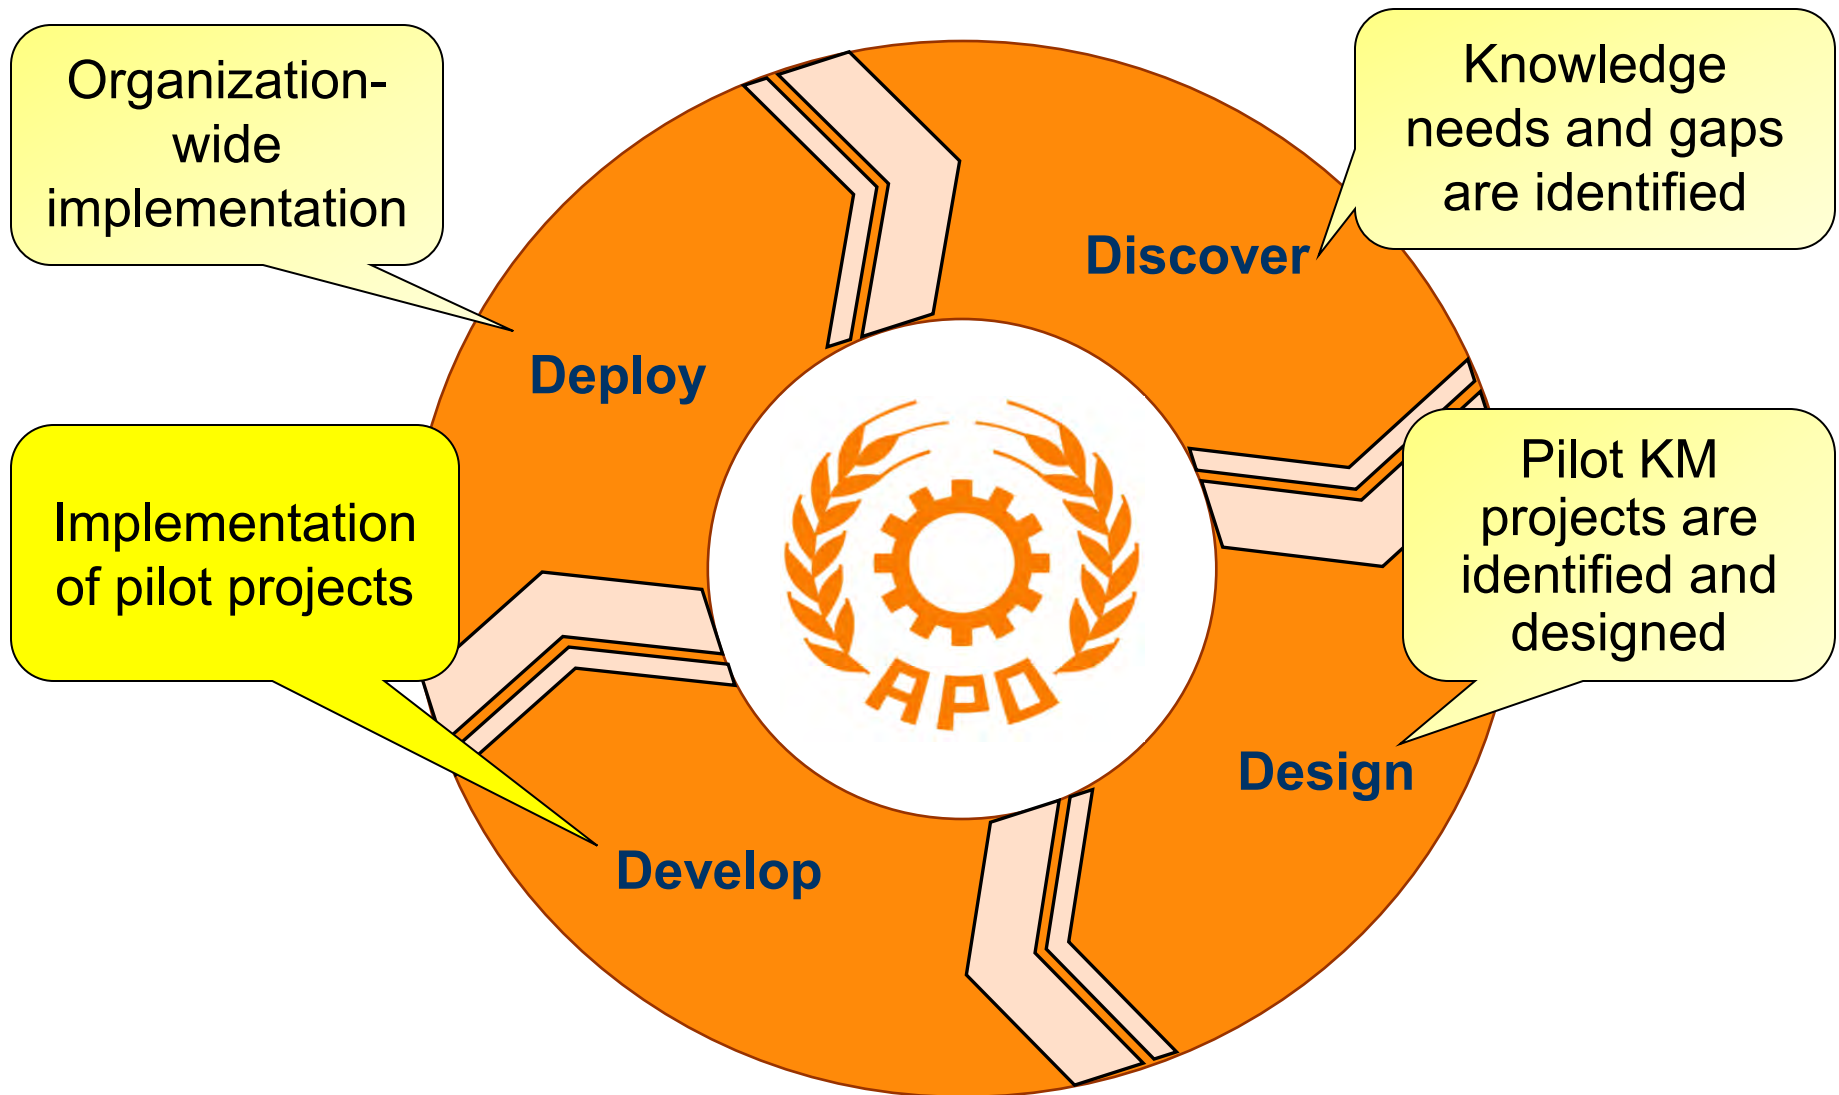 Organization-
wide
implementation
Knowledge
needs and gaps
are identified
Discover
Deploy
Implementation
of pilot projects
Pilot KM
projects are
identified and
designed
APO
Design
Develop